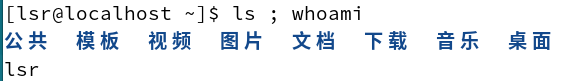 [lsr@localhost ~]$ ls ; whoami
公共 模板 视频 图片 文档 下载 音乐 桌面
lsr